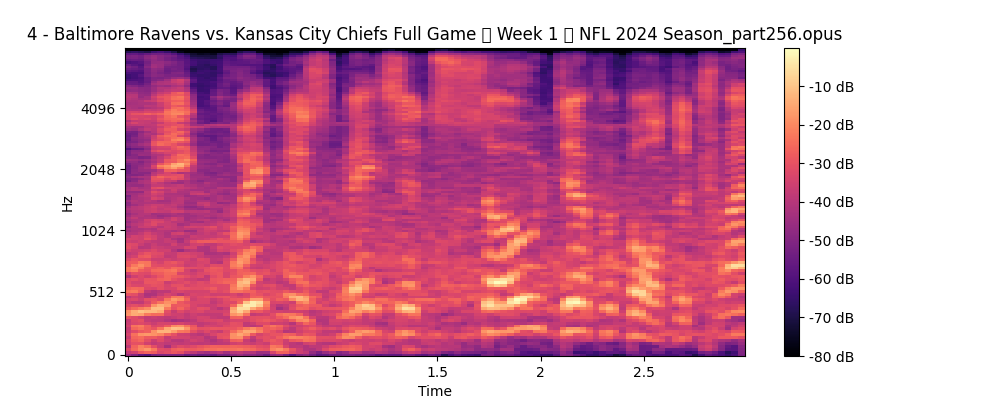 4 - Baltimore Ravens vs. Kansas City Chiefs Full Game ▯ Week 1 ▯ NFL 2024 Season_part256.opus
Hz
4096
2048
1024
512
0
0
0.5
1
1.5
2
2.5
Time
-10 dB
-20 dB
-30 dB
-40 dB
-50 dB
-60 dB
-70 dB
-80 dB